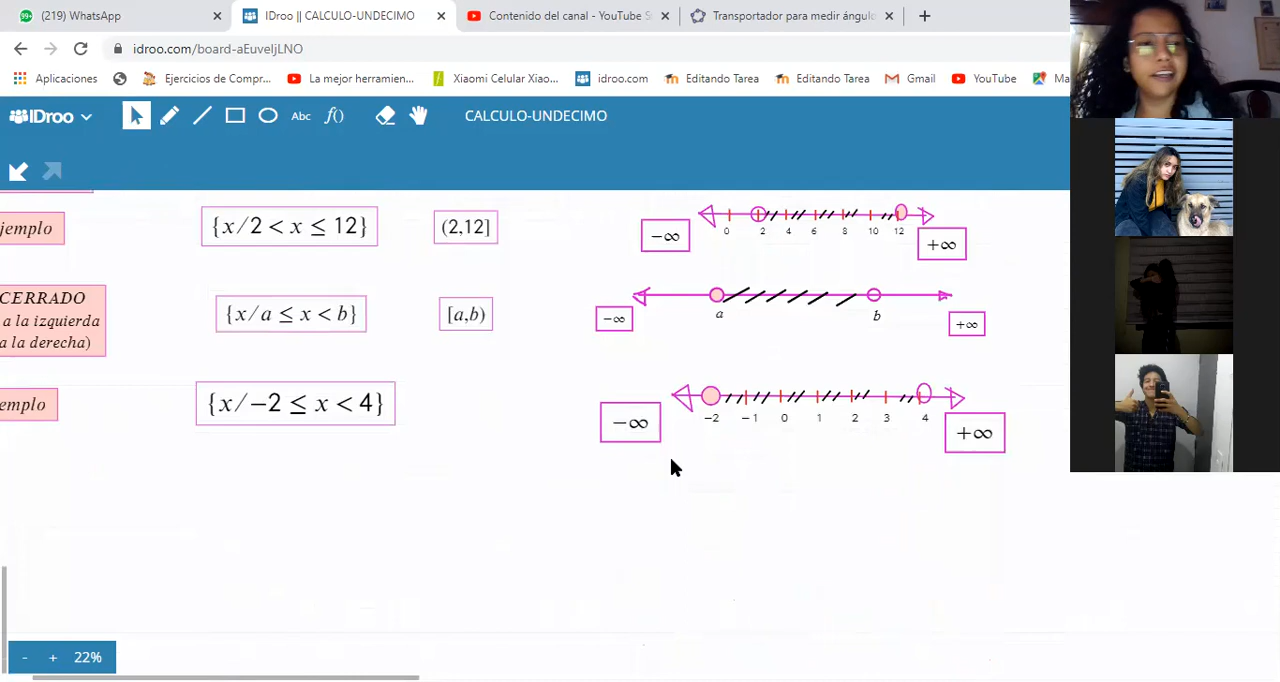 (219) WhatsApp
IDroo || CALCULO-UNDECIMO
Contenido del canal - YouTube S
Transportador para medir ángulo
idroo.com/board-aEuveljLNO
Aplicaciones
Ejercicios de Compr...
La mejor herramien...
Xiaomi Celular Xiao...
idroo.com
Editando Tarea
Editando Tarea
Gmail
YouTube
Ma
IDroo
Abc
f()
CALCULO-UNDECIMO
jemplo
{x/2 < x ≤ 12}
(2,12]
−∞
0 2 4 6 8 10 12
+∞
CERRADO
a la izquierda
a la derecha)
{x/a ≤ x < b}
[a,b)
−∞
a b
+∞
emplo
{x/−2 ≤ x < 4}
−∞
−2 −1 0 1 2 3 4
+∞
- + 22%